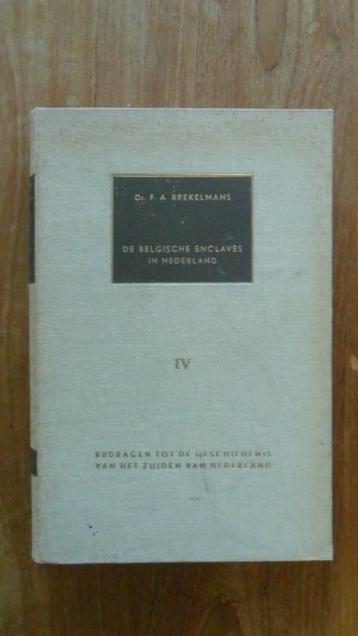 Dr. F. A. BREKELMANS
DE BELGISCHE ENCLAVES
IN NEDERLAND
IV
BIJDRAGEN TOT DE GESCHIEDENIS
VAN HET ZUIDEN VAN NEDERLAND